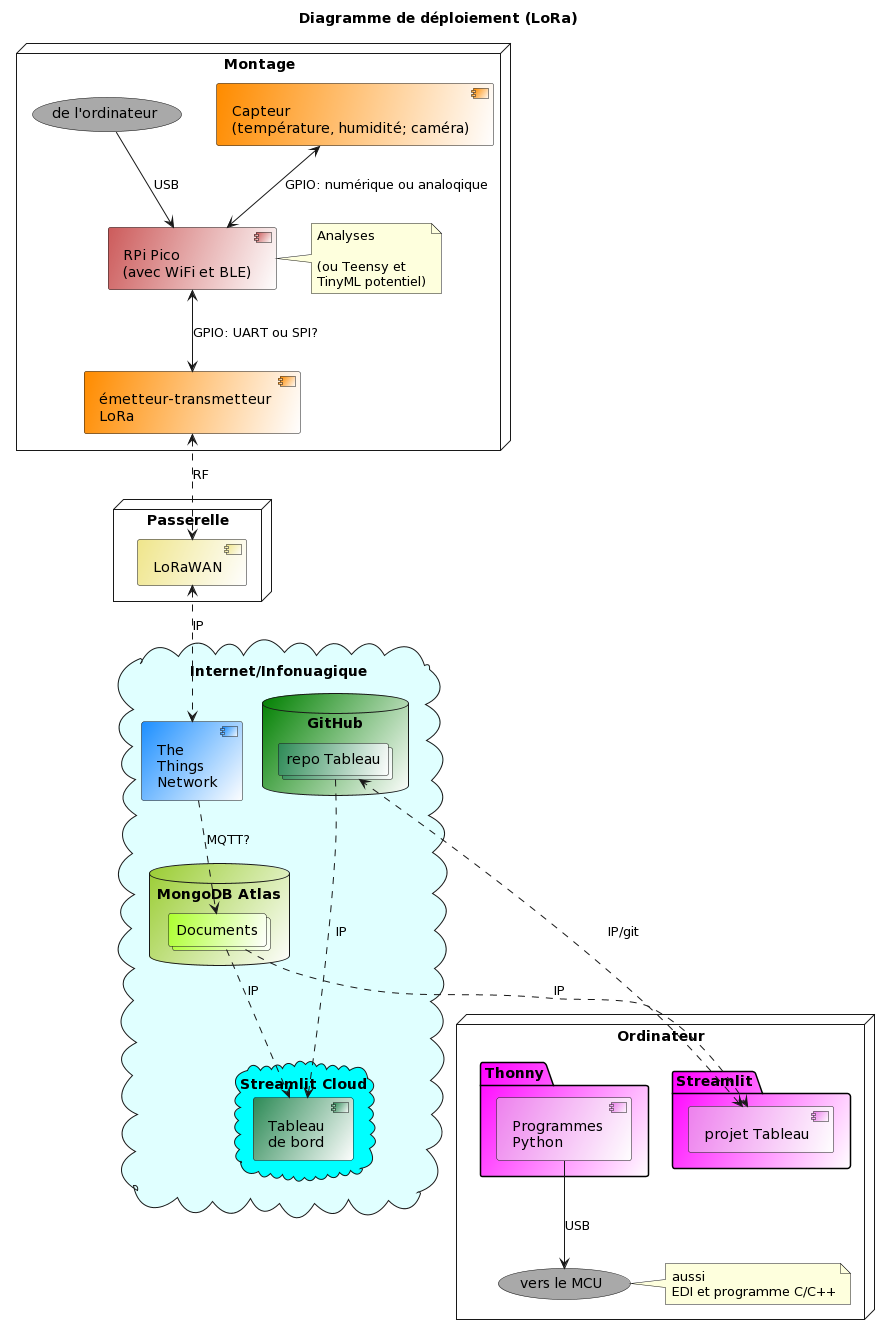 Diagramme de déploiement (LoRa)
Montage
de l'ordinateur
Capteur
(température, humidité; caméra)
USB
GPIO: numérique ou analoqique
RPi Pico
(avec WiFi et BLE)
Analyses
(ou Teensy et
TinyML potentiel)
GPIO: UART ou SPI?
émetteur-transmetteur
LoRa
RF
Passerelle
LoRaWAN
IP
Internet/Infonuagique
GitHub
repo Tableau
The
Things
Network
MQTT?
MongoDB Atlas
Documents
IP
IP/git
IP
IP
Ordinateur
Streamlit Cloud
Tableau
de bord
Thonny
Programmes
Python
Streamlit
projet Tableau
USB
vers le MCU
aussi
EDI et programme C/C++